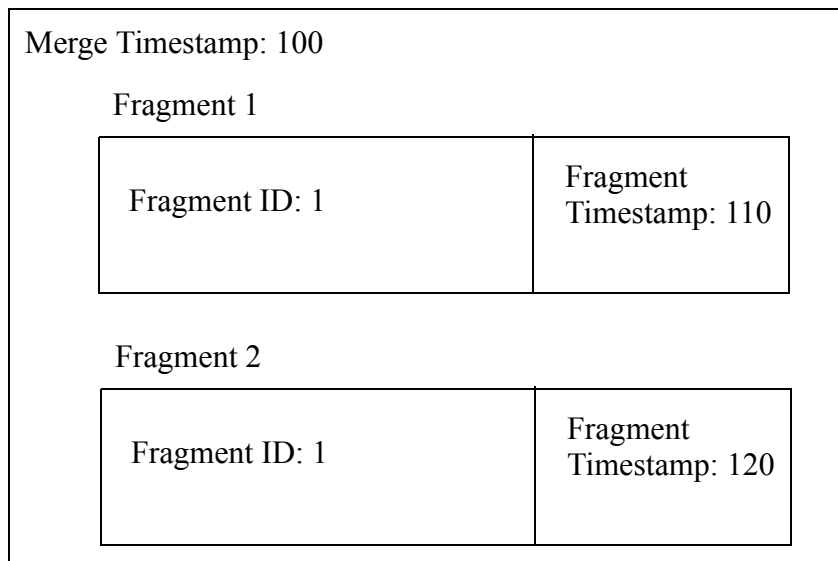 Merge Timestamp: 100
Fragment 1
Fragment ID: 1
Fragment
Timestamp: 110
Fragment 2
Fragment ID: 1
Fragment
Timestamp: 120